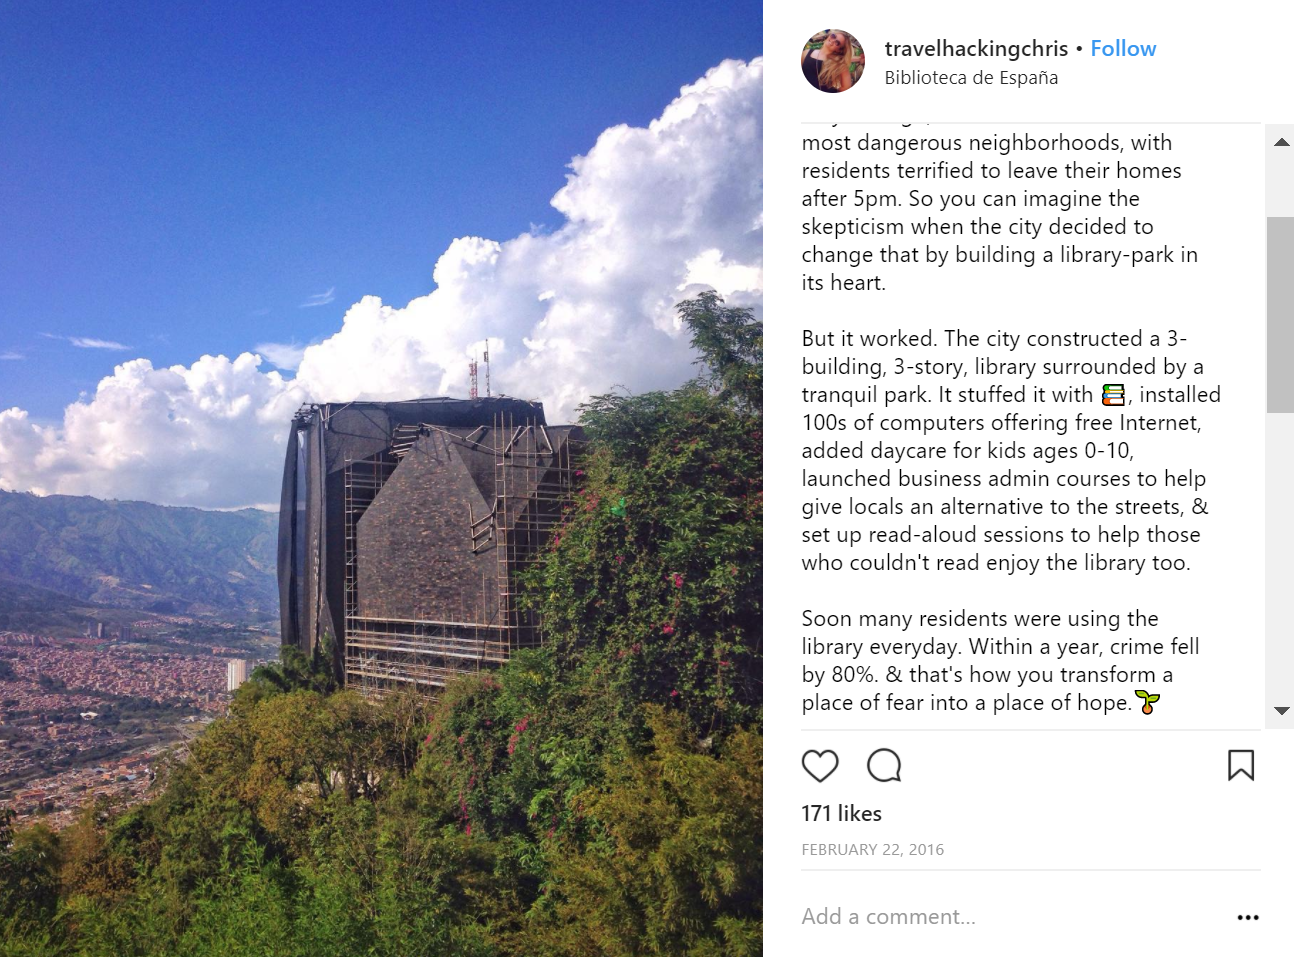 travelhackingchris • Follow
Biblioteca de España
most dangerous neighborhoods, with
residents terrified to leave their homes
after 5pm. So you can imagine the
skepticism when the city decided to
change that by building a library-park in
its heart.
But it worked. The city constructed a 3-
building, 3-story, library surrounded by a
tranquil park. It stuffed it with 📚, installed
100s of computers offering free Internet,
added daycare for kids ages 0-10,
launched business admin courses to help
give locals an alternative to the streets, &
set up read-aloud sessions to help those
who couldn't read enjoy the library too.
Soon many residents were using the
library everyday. Within a year, crime fell
by 80%. & that's how you transform a
place of fear into a place of hope.🌱
171 likes
FEBRUARY 22, 2016
Add a comment...